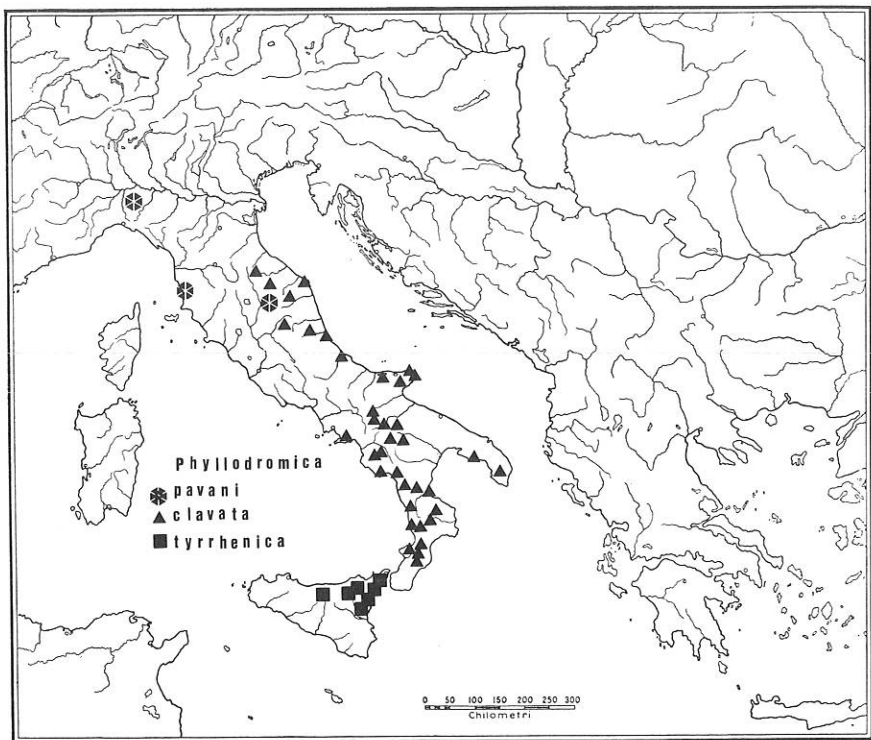 Phyllodromica
pavani
clavata
tyrrhenica
0 50 100 150 200 250 300
Chilometri